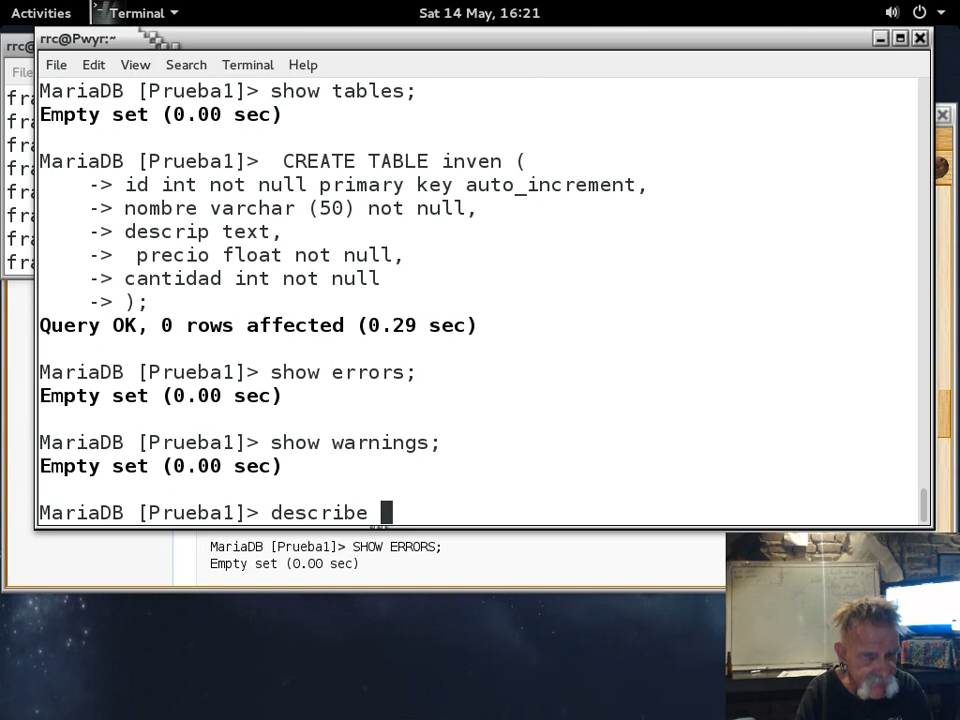 Activities Terminal Sat 14 May, 16:21
rrc@ rrc@Pwyr:~
File File Edit View Search Terminal Help
MariaDB [Prueba1]> show tables;
Empty set (0.00 sec)
MariaDB [Prueba1]>  CREATE TABLE inven (
-> id int not null primary key auto_increment,
-> nombre varchar (50) not null,
-> descrip text,
->  precio float not null,
-> cantidad int not null
-> );
Query OK, 0 rows affected (0.29 sec)
MariaDB [Prueba1]> show errors;
Empty set (0.00 sec)
MariaDB [Prueba1]> show warnings;
Empty set (0.00 sec)
MariaDB [Prueba1]> describe
MariaDB [Prueba1]> SHOW ERRORS;
Empty set (0.00 sec)